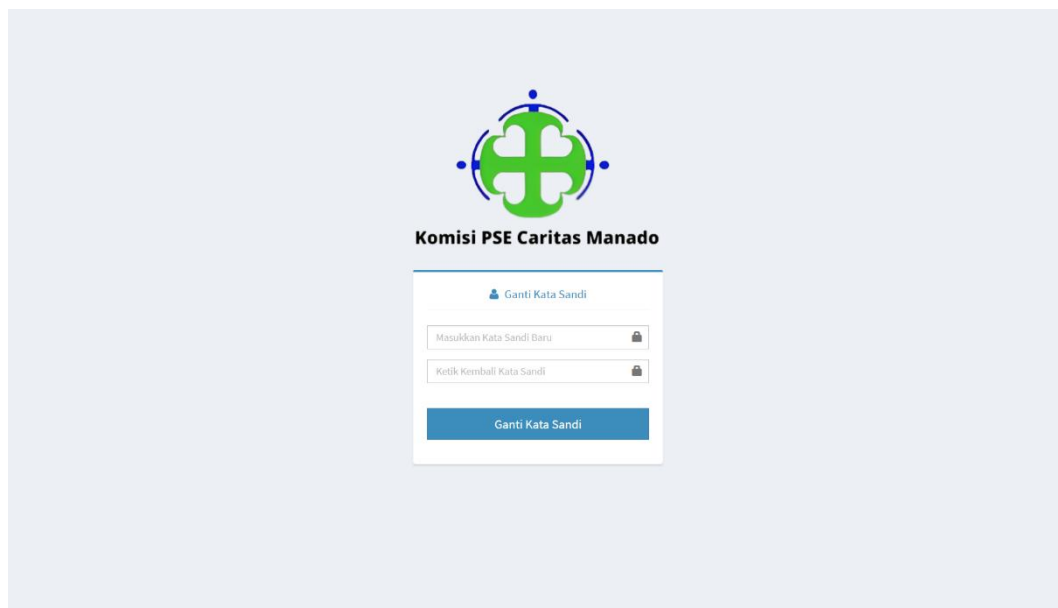 Komisi PSE Caritas Manado
Ganti Kata Sandi
Masukkan Kata Sandi Baru
Ketik Kembali Kata Sandi
Ganti Kata Sandi